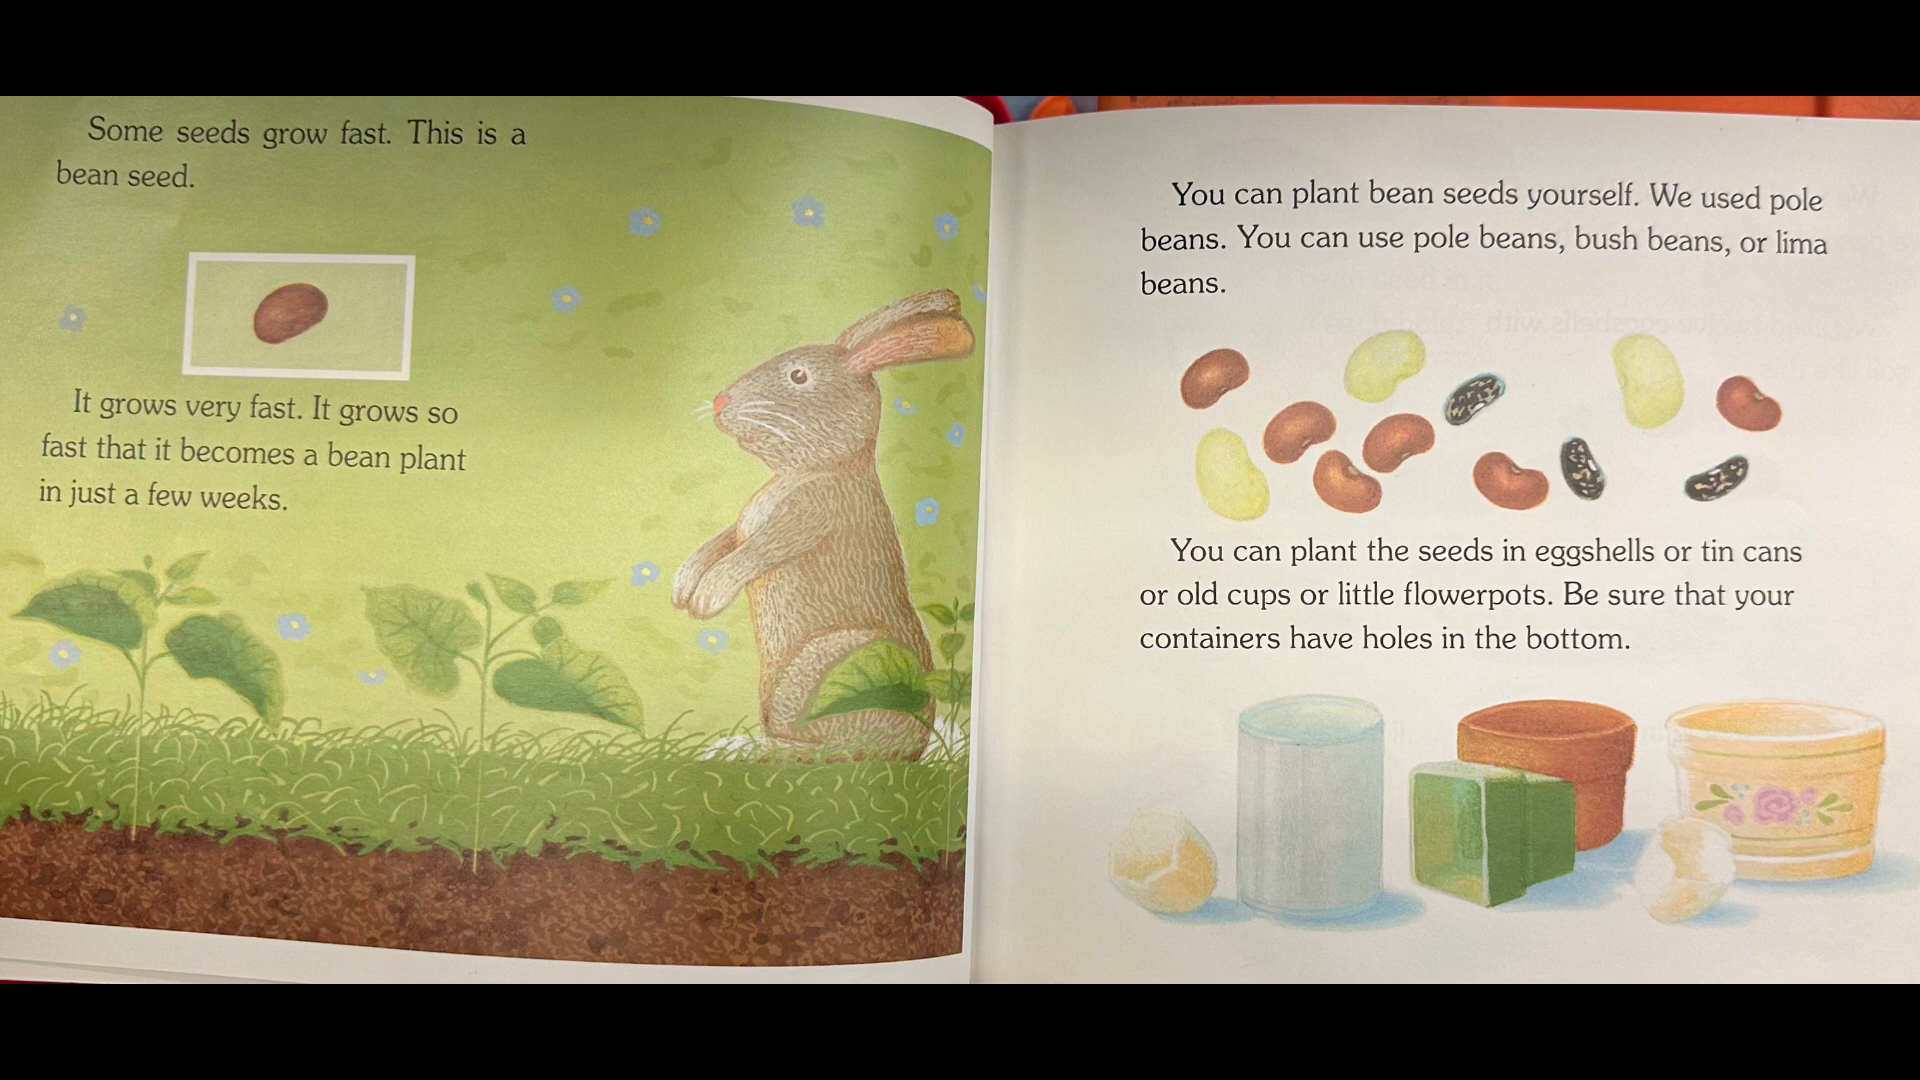 Some seeds grow fast. This is a
bean seed.
It grows very fast. It grows so
fast that it becomes a bean plant
in just a few weeks.
You can plant bean seeds yourself. We used pole
beans. You can use pole beans, bush beans, or lima
beans.
You can plant the seeds in eggshells or tin cans
or old cups or little flowerpots. Be sure that your
containers have holes in the bottom.